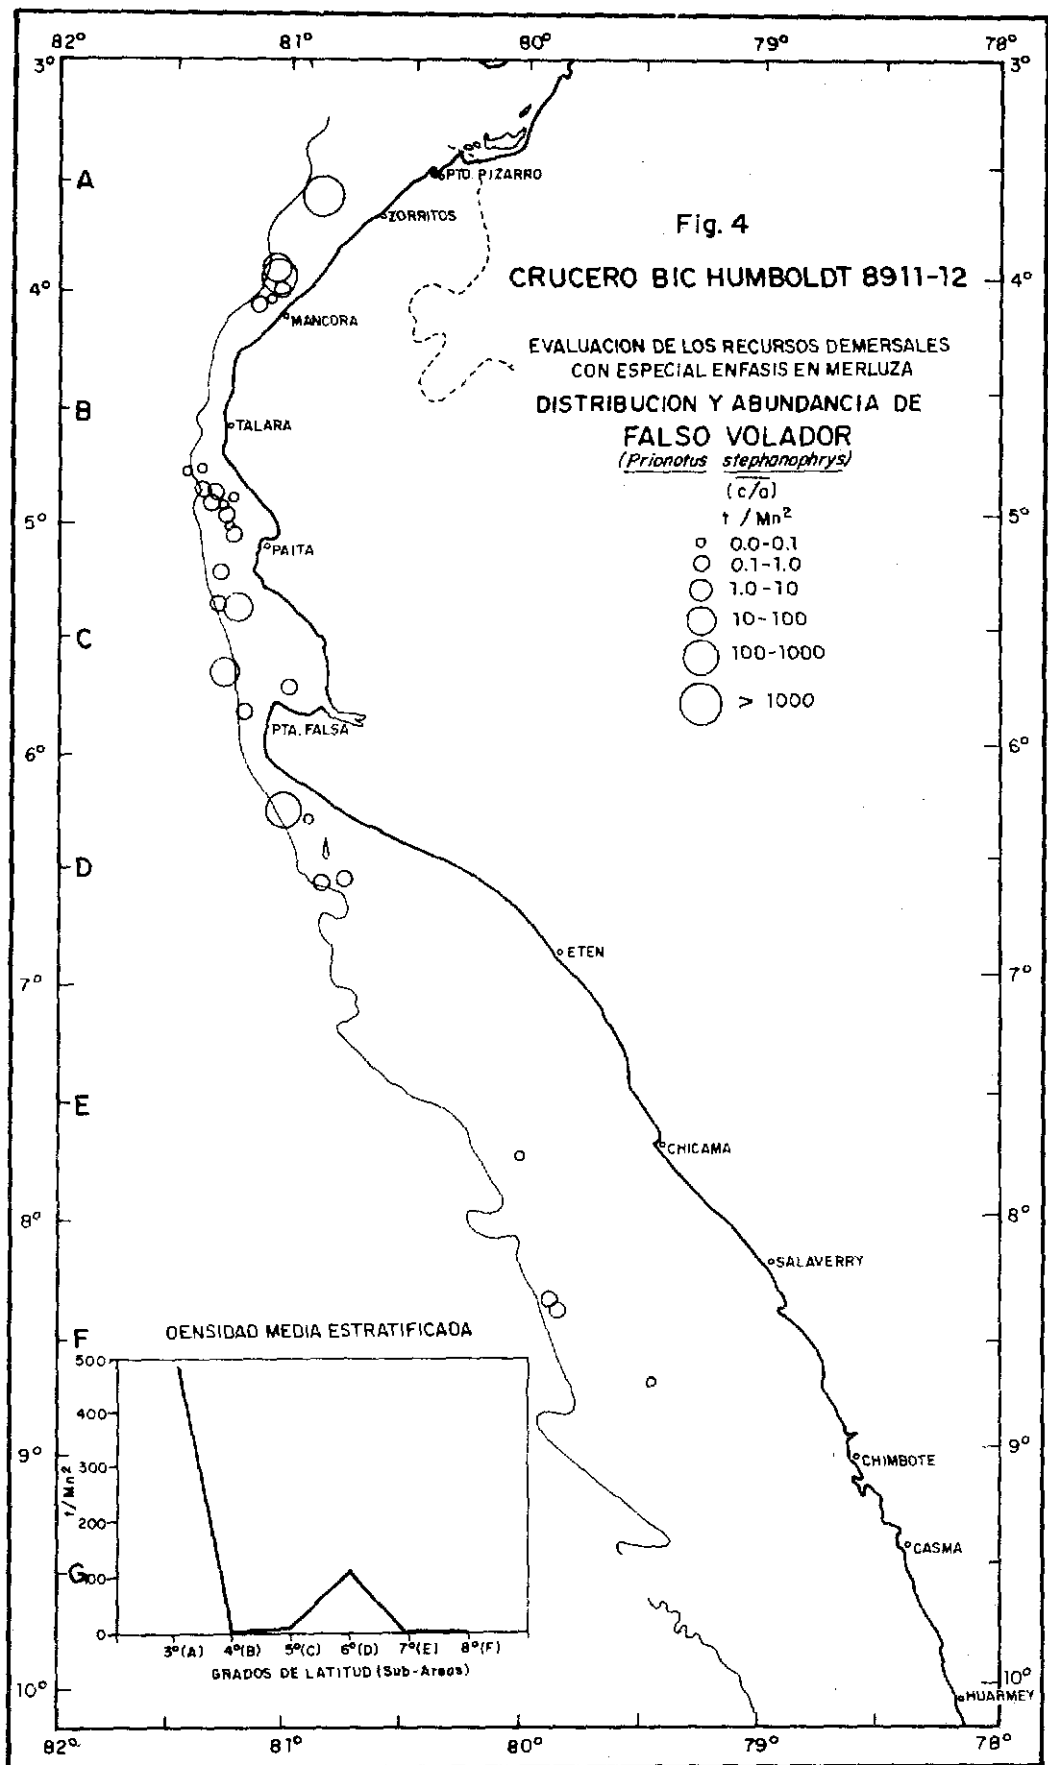 82° 81° 80° 79° 78°
3° 3°
A
PTO. PIZARRO
ZORRITOS
Fig. 4
CRUCERO BIC HUMBOLDT 8911-12
4° 4°
MANCORA
EVALUACION DE LOS RECURSOS DEMERSALES
CON ESPECIAL ENFASIS EN MERLUZA
DISTRIBUCION Y ABUNDANCIA DE
FALSO VOLADOR
(Prionotus stephanophrys)
(c/a)
t / Mn²
0.0-0.1
0.1-1.0
1.0-10
10-100
100-1000
> 1000
B
TALARA
5° 5°
PAITA
C
PTA. FALSA
6° 6°
D
ETEN
7° 7°
E
CHICAMA
8° 8°
SALAVERRY
F
DENSIDAD MEDIA ESTRATIFICADA
500
400
300
200
100
0
t/Mn²
3°(A) 4°(B) 5°(C) 6°(D) 7°(E) 8°(F)
GRADOS DE LATITUD (Sub-Areas)
9° 9°
CHIMBOTE
CASMA
G
10° 10°
HUARMEY
82° 81° 80° 79° 78°